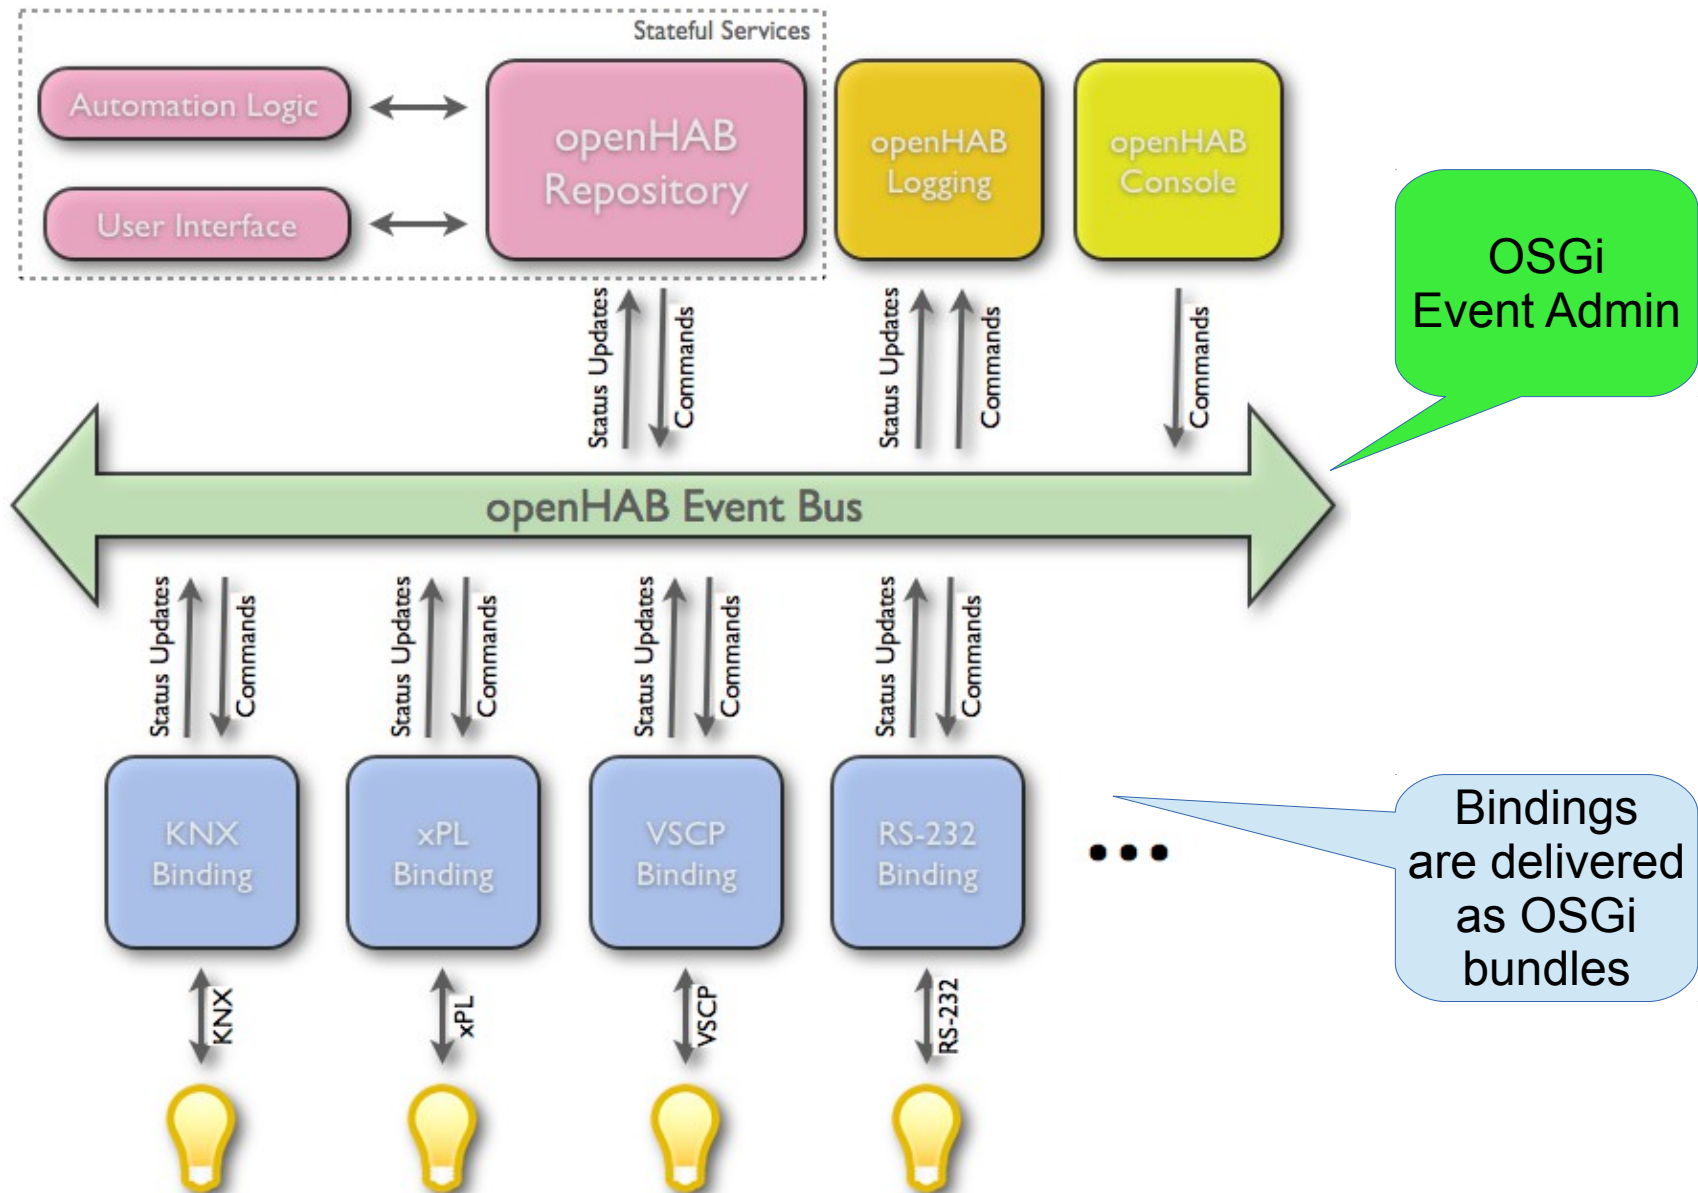 Stateful Services
Automation Logic
User Interface
openHAB
Repository
openHAB
Logging
openHAB
Console
OSGi
Event Admin
Status Updates
Commands
Status Updates
Commands
Commands
openHAB Event Bus
Status Updates
Commands
Status Updates
Commands
Status Updates
Commands
Status Updates
Commands
KNX
Binding
xPL
Binding
VSCP
Binding
RS-232
Binding
•••
Bindings
are delivered
as OSGi
bundles
KNX
xPL
VSCP
RS-232